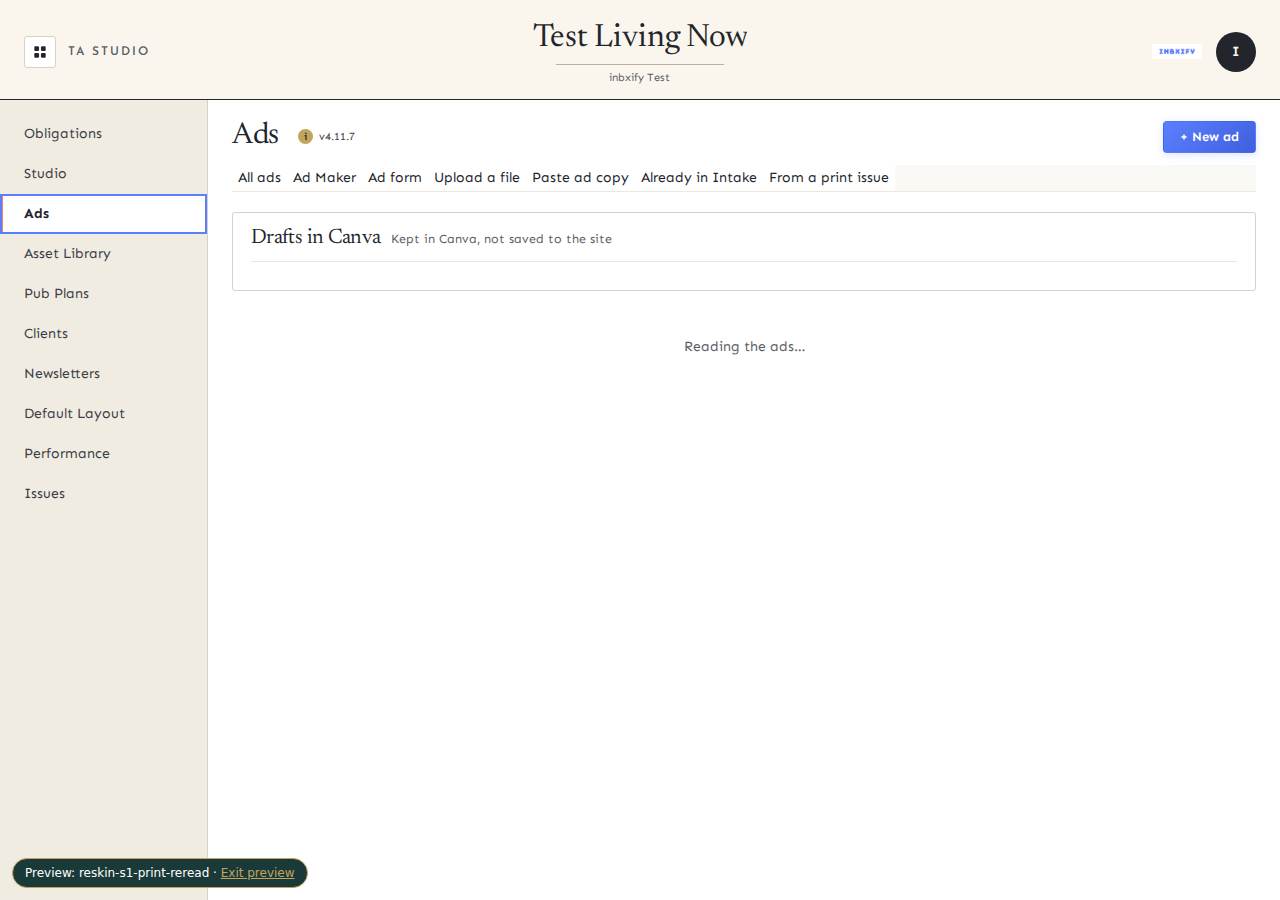 TA STUDIO
Test Living Now
inbxify Test
INBXIFY
I
Obligations
Studio
Ads
Asset Library
Pub Plans
Clients
Newsletters
Default Layout
Performance
Issues
Ads i v4.11.7
+ New ad
All ads Ad Maker Ad form Upload a file Paste ad copy Already in Intake From a print issue
Drafts in Canva Kept in Canva, not saved to the site
Reading the ads...
Preview: reskin-s1-print-reread · Exit preview